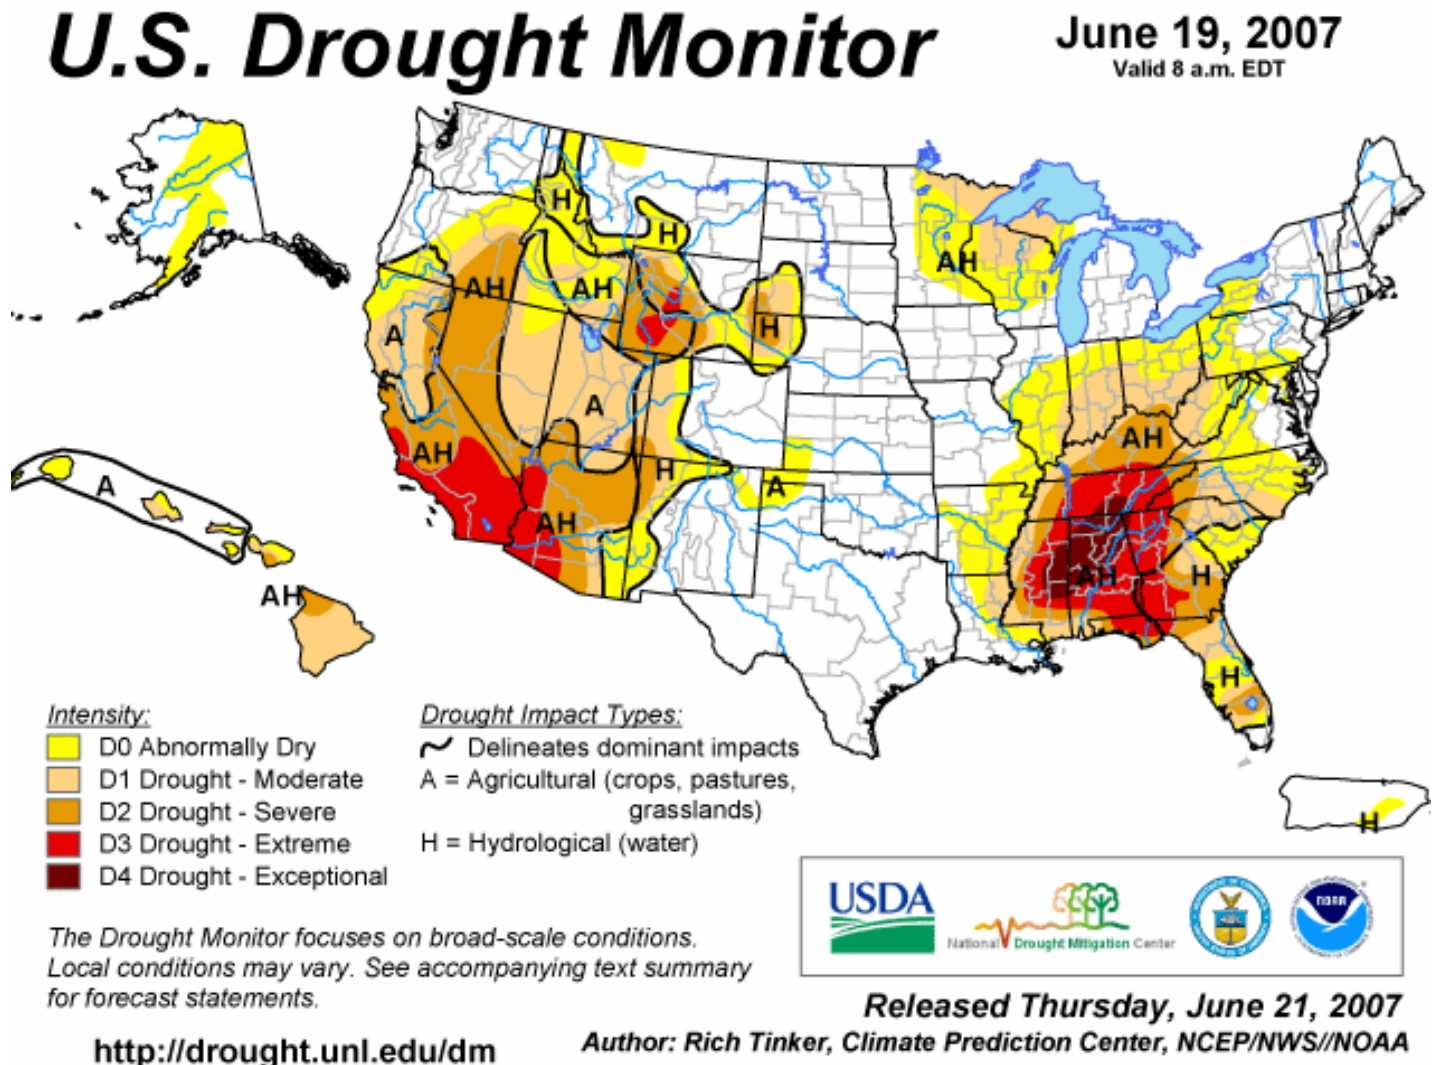 U.S. Drought Monitor
June 19, 2007
Valid 8 a.m. EDT
H
H
AH
AH
AH
A
H
A
A
AH
AH
H
A
AH
AH
AH
H
H
AH
H
Intensity:
D0 Abnormally Dry
D1 Drought - Moderate
D2 Drought - Severe
D3 Drought - Extreme
D4 Drought - Exceptional
Drought Impact Types:
Delineates dominant impacts
A = Agricultural (crops, pastures,
grasslands)
H = Hydrological (water)
The Drought Monitor focuses on broad-scale conditions.
Local conditions may vary. See accompanying text summary
for forecast statements.
http://drought.unl.edu/dm
USDA
National Drought Mitigation Center
NOAA
Released Thursday, June 21, 2007
Author: Rich Tinker, Climate Prediction Center, NCEP/NWS//NOAA